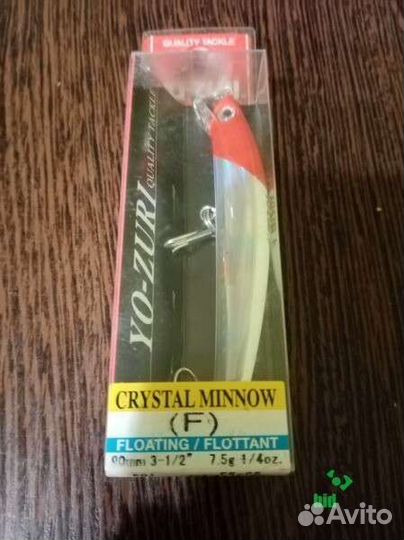 QUALITY TACKLE
YO-ZURI
QUALITY TACKLE
CRYSTAL MINNOW
(F)
FLOATING / FLOTTANT
90mm 3-1/2" 7.5g 1/4oz.
bid
Avito